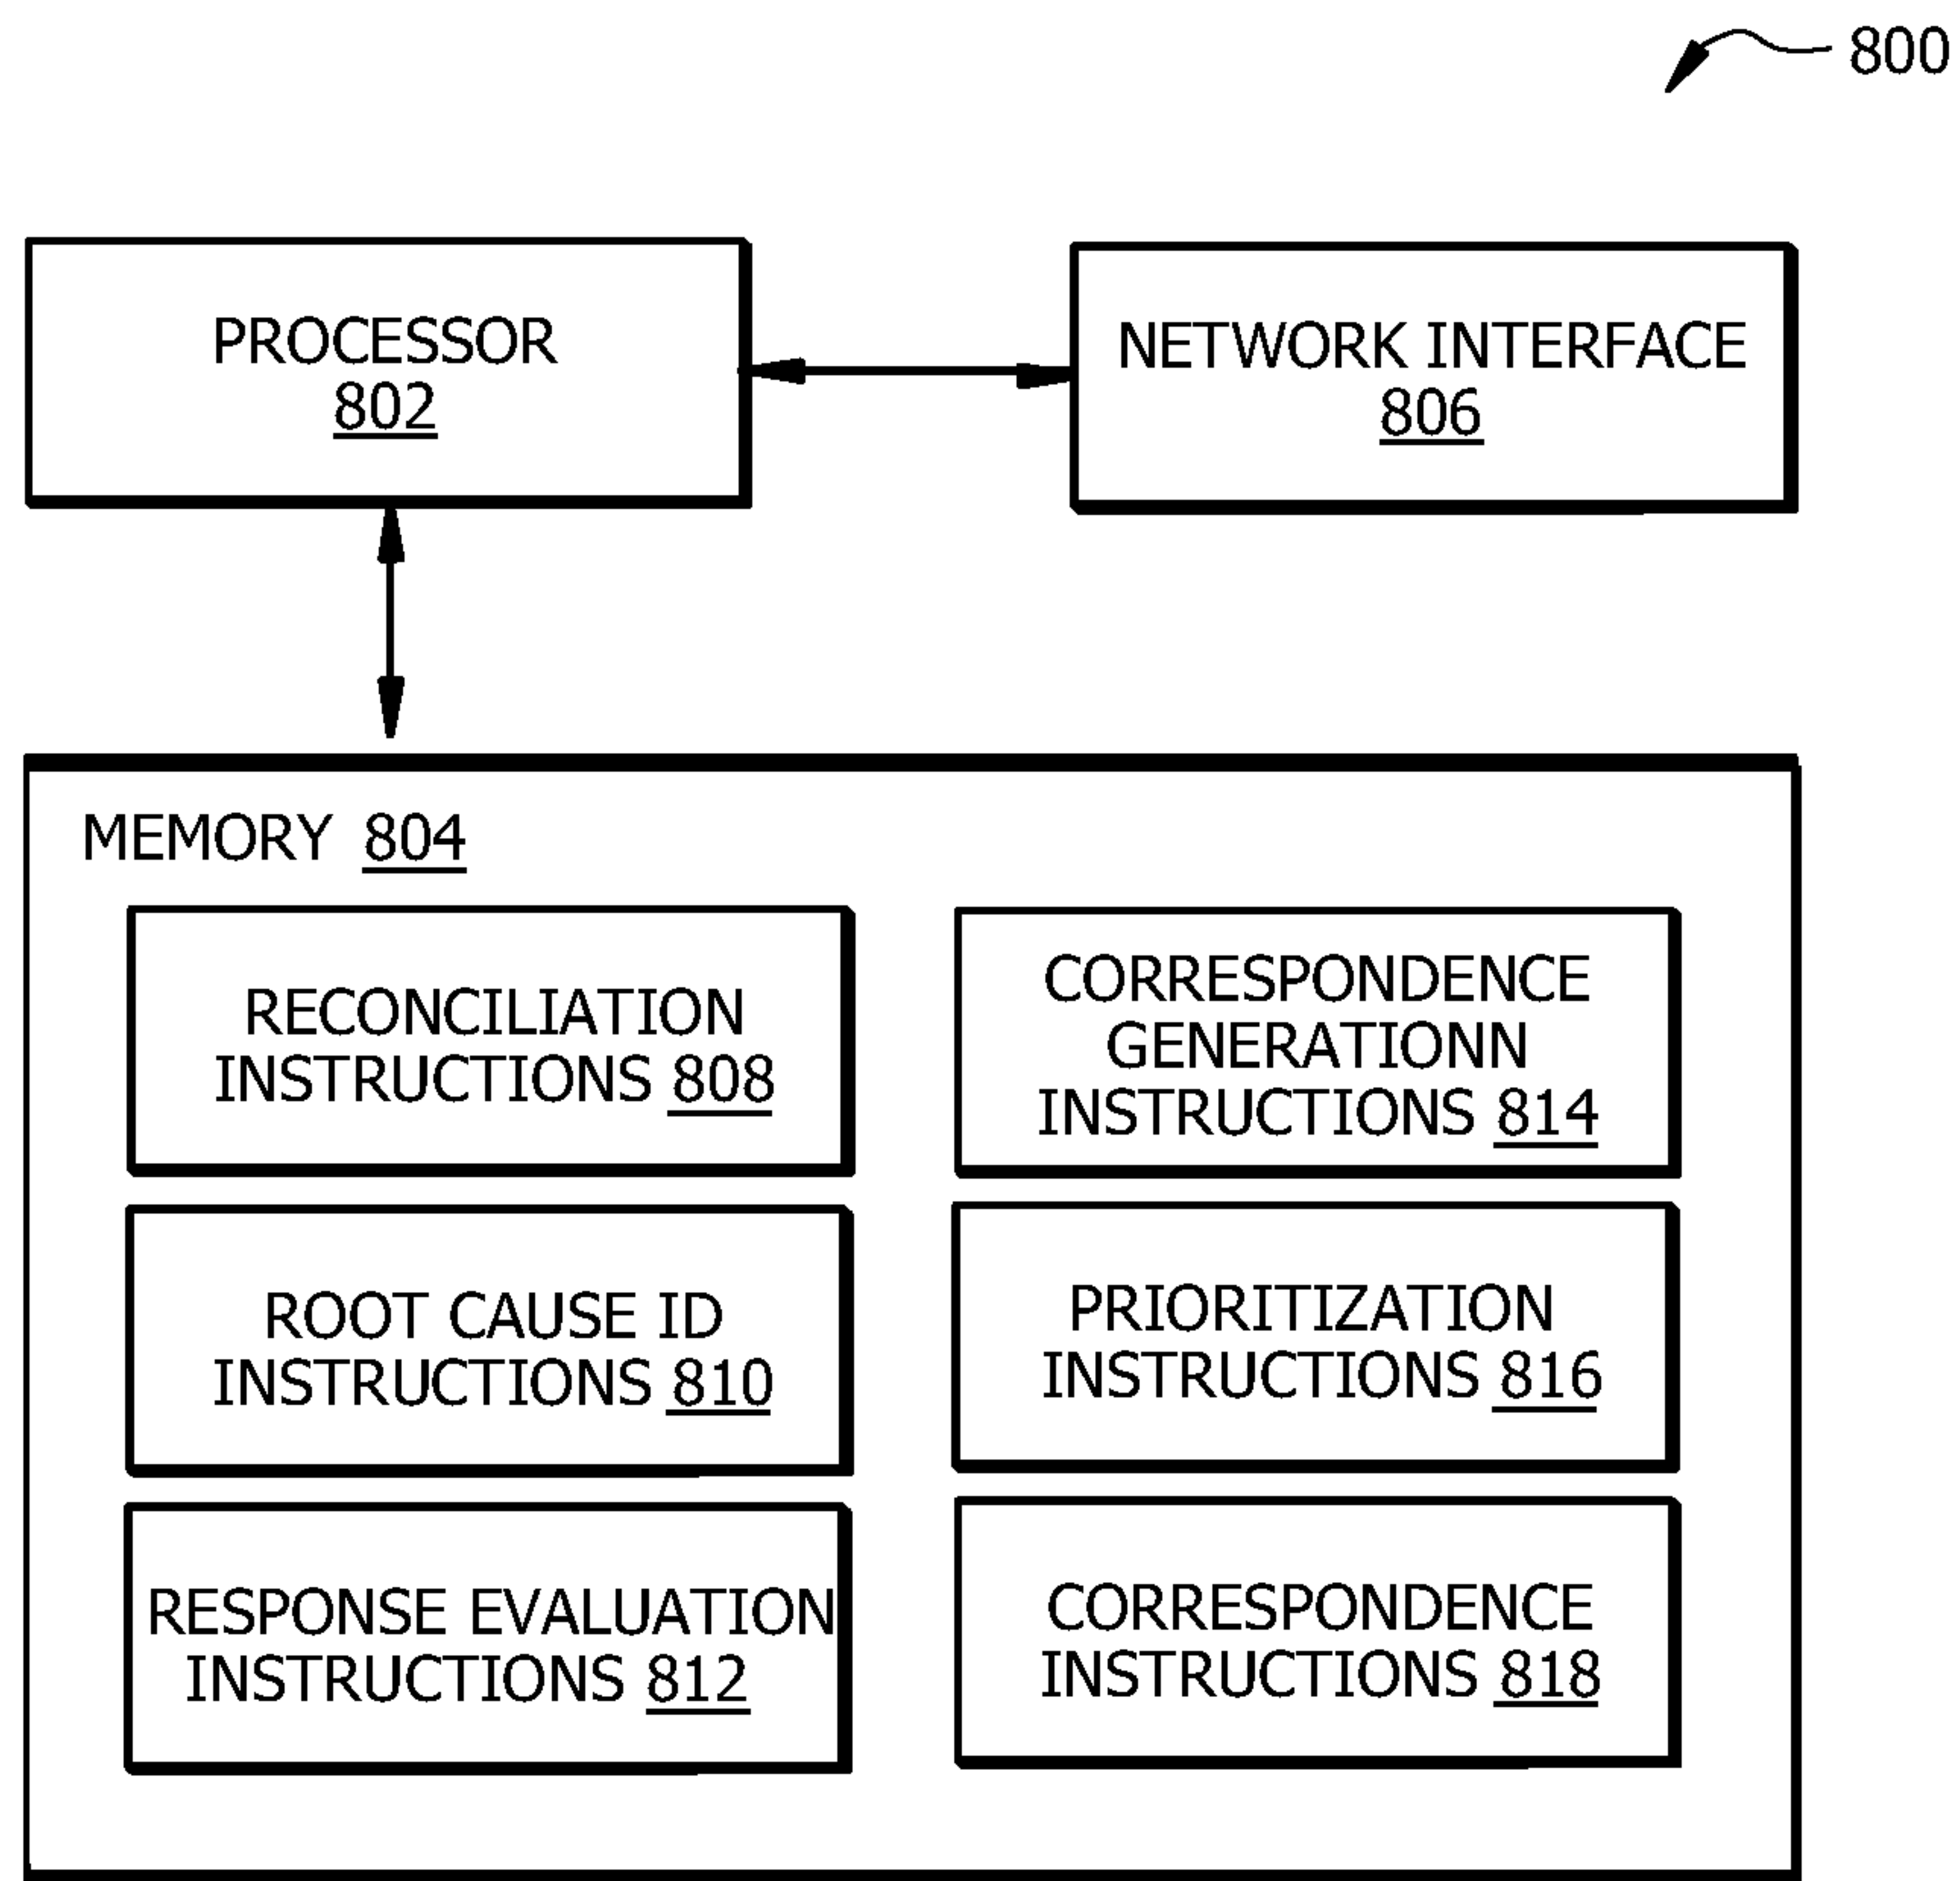 800
PROCESSOR
802
NETWORK INTERFACE
806
MEMORY 804
RECONCILIATION
INSTRUCTIONS 808
ROOT CAUSE ID
INSTRUCTIONS 810
RESPONSE EVALUATION
INSTRUCTIONS 812
CORRESPONDENCE
GENERATIONN
INSTRUCTIONS 814
PRIORITIZATION
INSTRUCTIONS 816
CORRESPONDENCE
INSTRUCTIONS 818